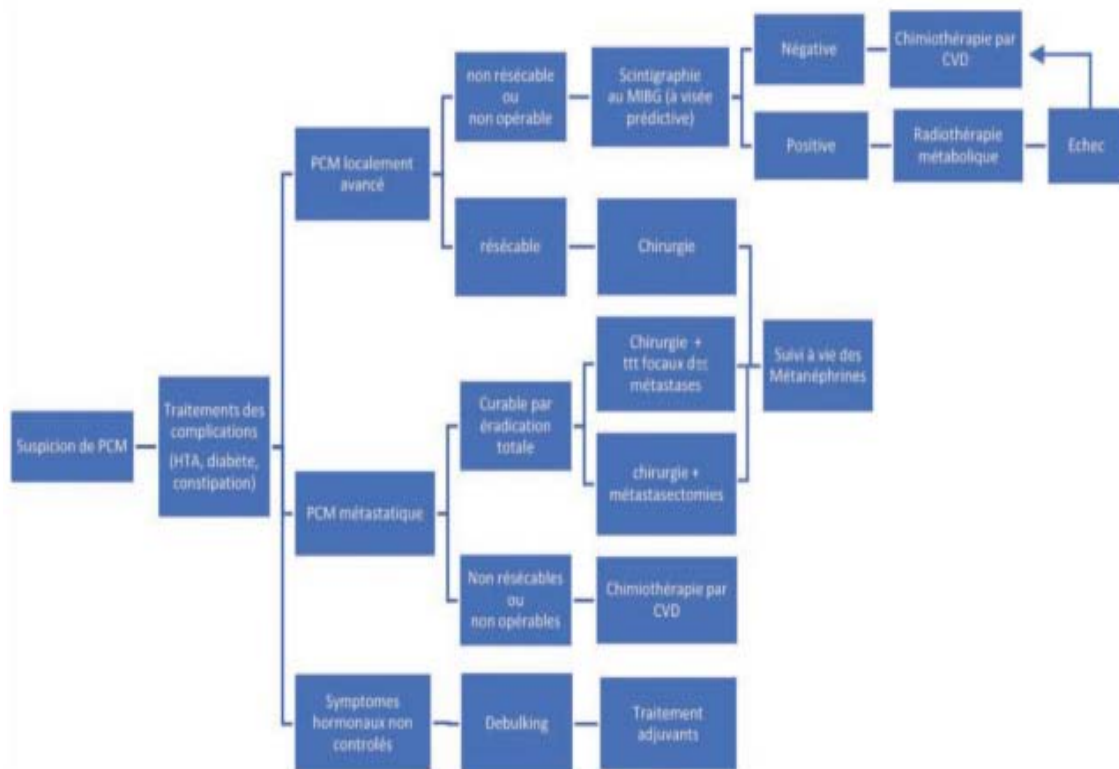 Suspicion de PCM
Traitements des
complications
(HTA, diabète,
constipation)
PCM localement
avancé
non résécable
ou
non opérable
Scintigraphie
au MIBG (à visée
prédictive)
Négative
Chimiothérapie par
CVD
Positive
Radiothérapie
métabolique
Echec
résécable
Chirurgie
PCM métastatique
Curable par
éradication
totale
Chirurgie +
ttt focaux des
métastases
chirurgie +
métastasectomies
Suivi à vie des
Métanéphrines
Non résécables
ou
non opérables
Chimiothérapie par
CVD
Symptomes
hormonaux non
controlés
Debulking
Traitement
adjuvants